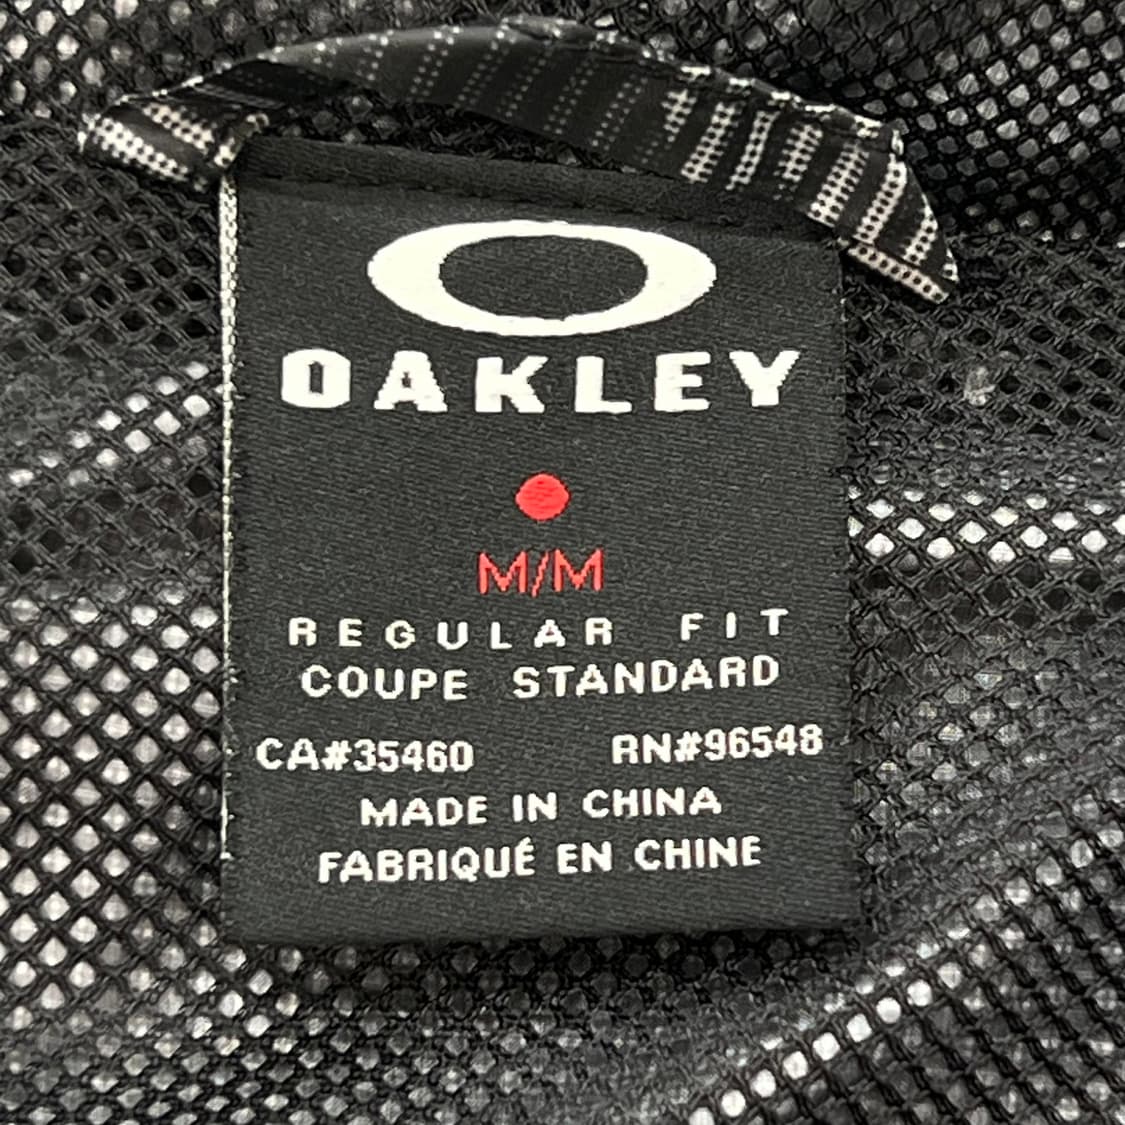 OAKLEY
M/M
REGULAR FIT
COUPE STANDARD
CA#35460 RN#96548
MADE IN CHINA
FABRIQUÉ EN CHINE